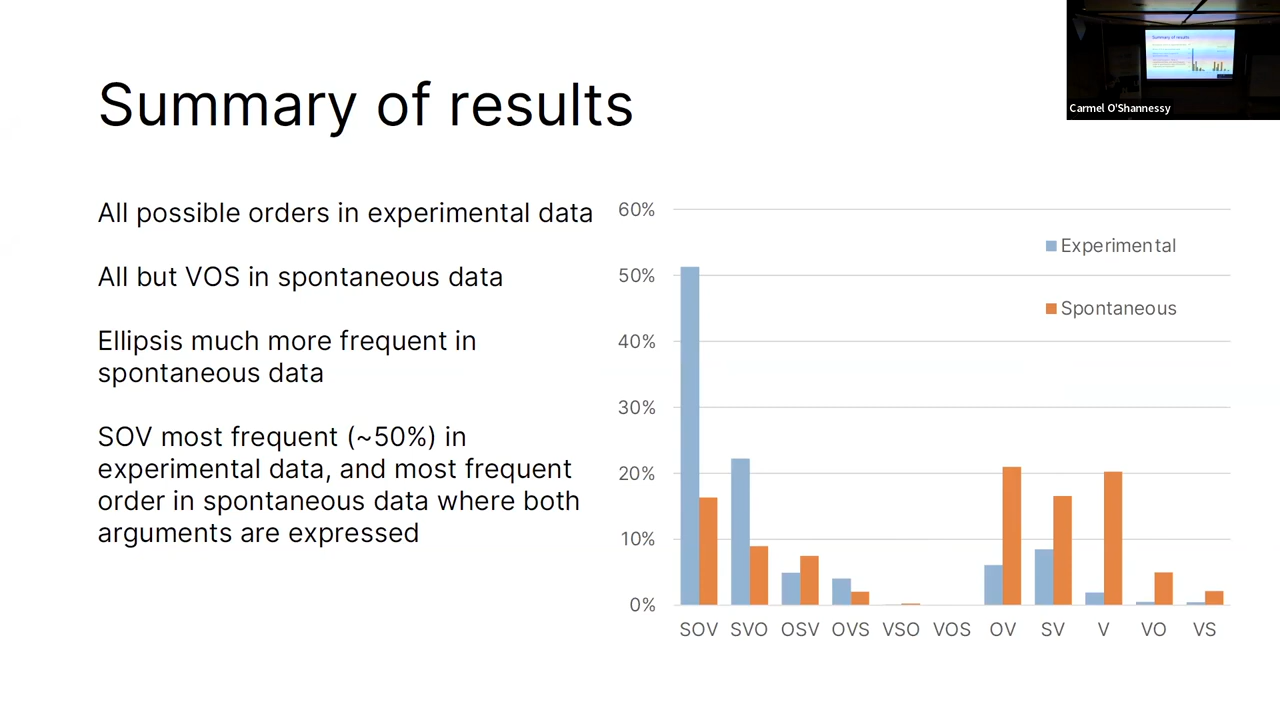 Summary of results
All possible orders in experimental data
All but VOS in spontaneous data
Ellipsis much more frequent in
spontaneous data
SOV most frequent (~50%) in
experimental data, and most frequent
order in spontaneous data where both
arguments are expressed
60%
50%
40%
30%
20%
10%
0%
Experimental
Spontaneous
SOV SVO OSV OVS VSO VOS OV SV V VO VS
Summary of results
Carmel O'Shannessy